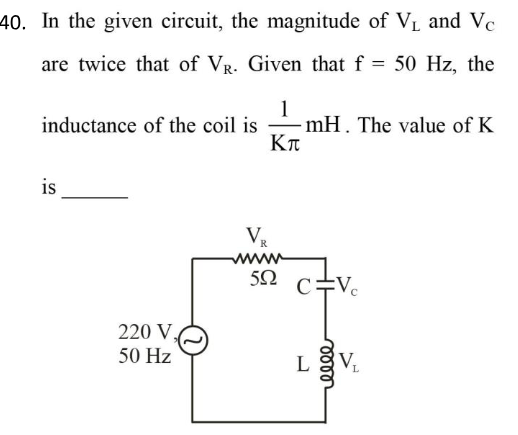 40. In the given circuit, the magnitude of V_L and V_C
are twice that of V_R. Given that f = 50 Hz, the
inductance of the coil is 1/Kπ mH. The value of K
is ______
V_R
5Ω
C V_C
220 V,
50 Hz
L V_L